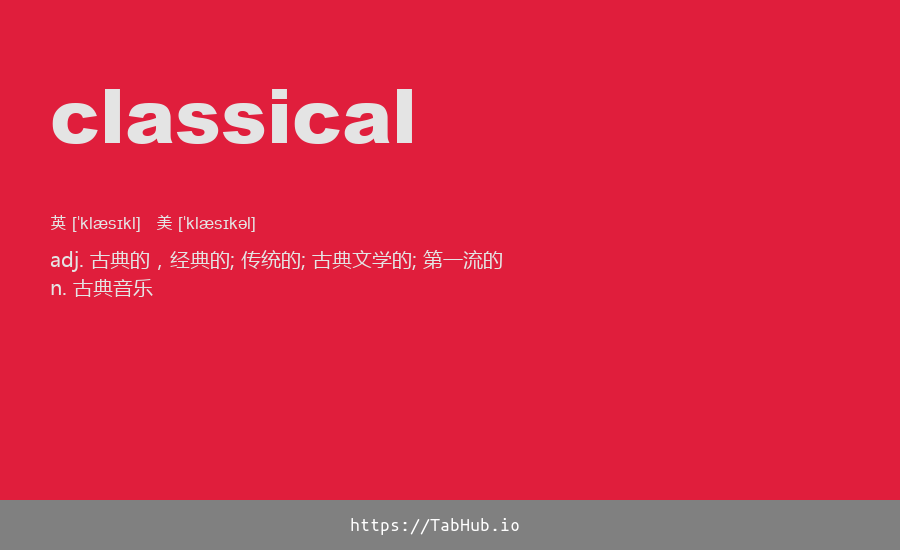 classical
英 [ˈklæsɪkl] 美 [ˈklæsɪkəl]
adj. 古典的，经典的; 传统的; 古典文学的; 第一流的
n. 古典音乐
https://TabHub.io